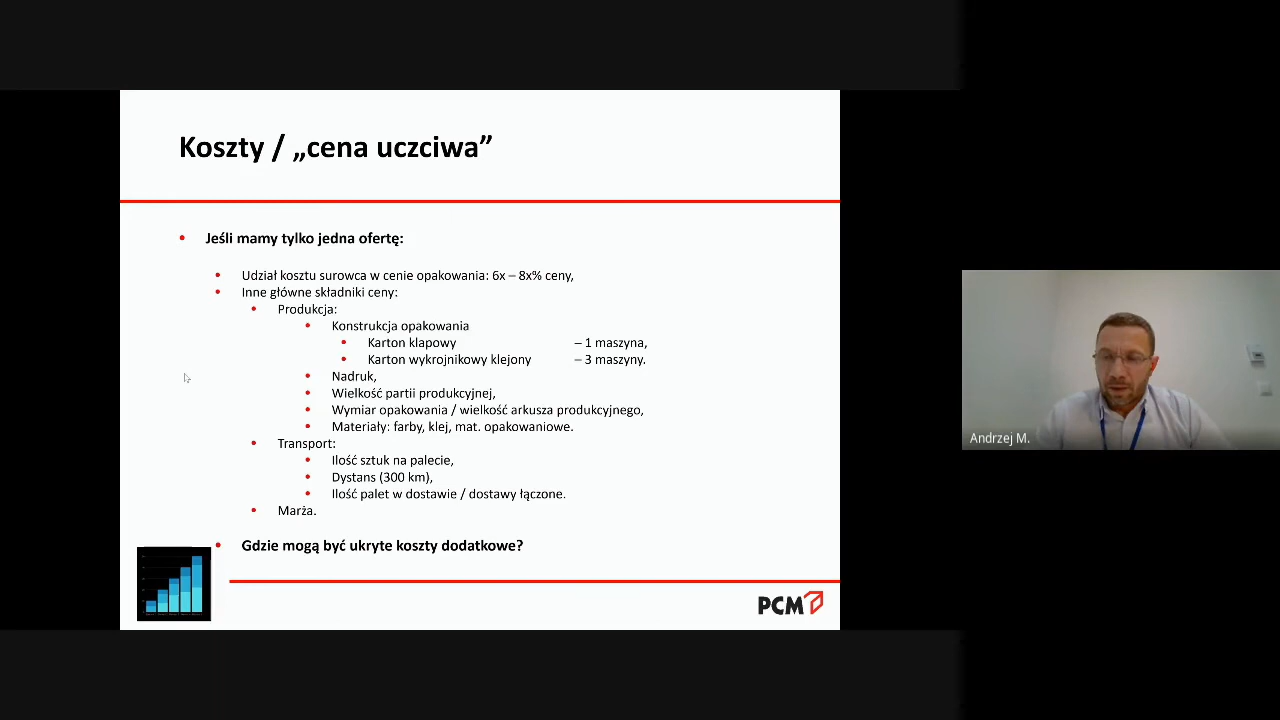 Koszty / „cena uczciwa”
Jeśli mamy tylko jedna ofertę:
Udział kosztu surowca w cenie opakowania: 6x – 8x% ceny,
Inne główne składniki ceny:
Produkcja:
Konstrukcja opakowania
Karton klapowy – 1 maszyna,
Karton wykrojnikowy klejony – 3 maszyny.
Nadruk,
Wielkość partii produkcyjnej,
Wymiar opakowania / wielkość arkusza produkcyjnego,
Materiały: farby, klej, mat. opakowaniowe.
Transport:
Ilość sztuk na palecie,
Dystans (300 km),
Ilość palet w dostawie / dostawy łączone.
Marża.
Gdzie mogą być ukryte koszty dodatkowe?
PCM
Andrzej M.